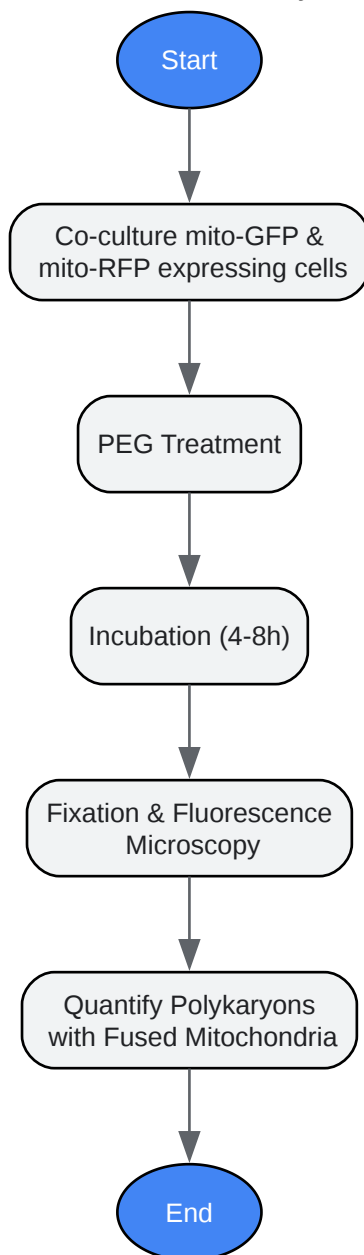 Start
Co-culture mito-GFP &
mito-RFP expressing cells
PEG Treatment
Incubation (4-8h)
Fixation & Fluorescence
Microscopy
Quantify Polykaryons
with Fused Mitochondria
End